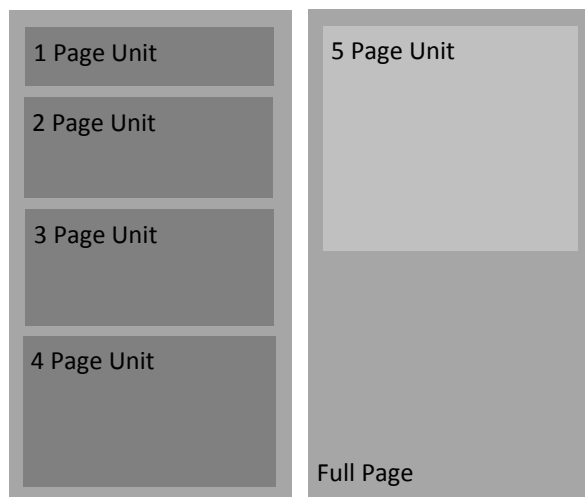 1 Page Unit
2 Page Unit
3 Page Unit
4 Page Unit
5 Page Unit
Full Page